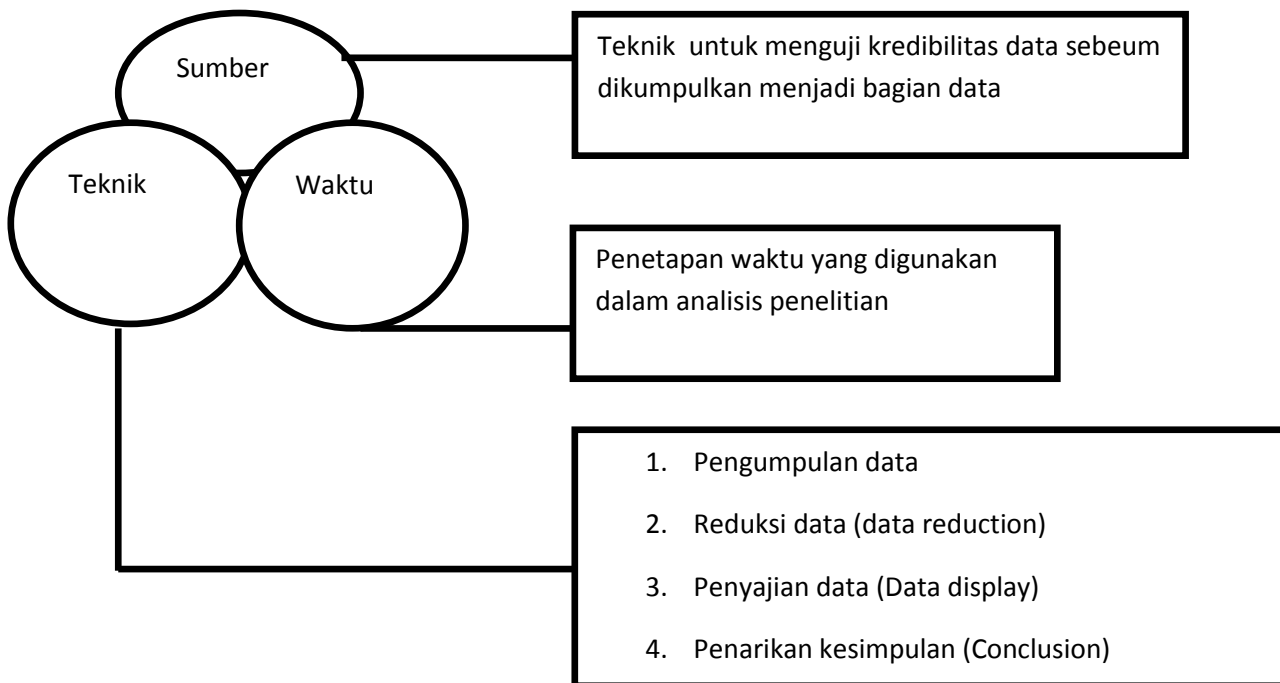 Sumber
Teknik untuk menguji kredibilitas data sebeum
dikumpulkan menjadi bagian data
Teknik
Waktu
Penetapan waktu yang digunakan
dalam analisis penelitian
1. Pengumpulan data
2. Reduksi data (data reduction)
3. Penyajian data (Data display)
4. Penarikan kesimpulan (Conclusion)